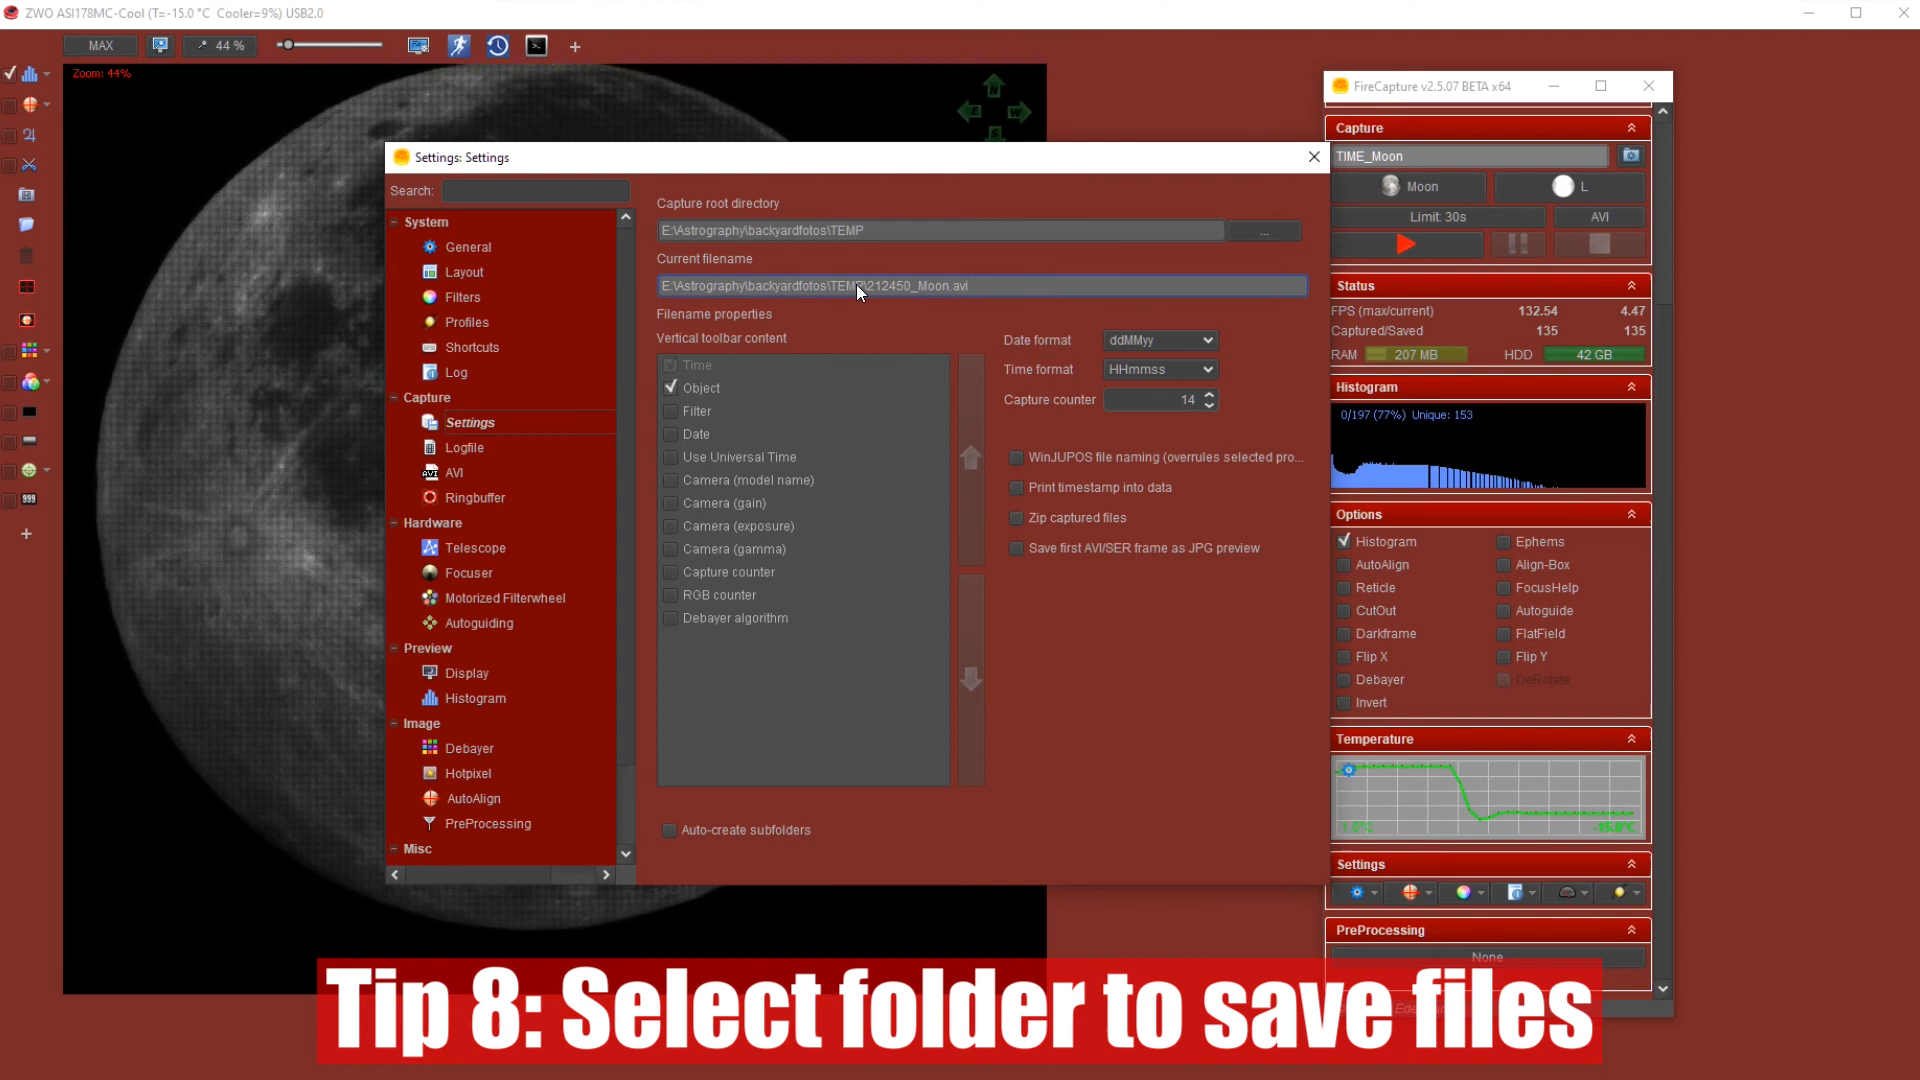 ZWO ASI178MC-Cool (T=-15.0 °C Cooler=9%) USB2.0
MAX
44 %
Zoom: 44%
N
E
W
S
999
Settings: Settings
Search:
System
General
Layout
Filters
Profiles
Shortcuts
Log
Capture
Settings
Logfile
AVI
Ringbuffer
Hardware
Telescope
Focuser
Motorized Filterwheel
Autoguiding
Preview
Display
Histogram
Image
Debayer
Hotpixel
AutoAlign
PreProcessing
Misc
Capture root directory
E:\Astrography\backyardfotos\TEMP
...
Current filename
E:\Astrography\backyardfotos\TEMP\212450_Moon.avi
Filename properties
Vertical toolbar content
Time
Object
Filter
Date
Use Universal Time
Camera (model name)
Camera (gain)
Camera (exposure)
Camera (gamma)
Capture counter
RGB counter
Debayer algorithm
Date format ddMMyy
Time format HHmmss
Capture counter 14
WinJUPOS file naming (overrules selected pro...
Print timestamp into data
Zip captured files
Save first AVI/SER frame as JPG preview
Auto-create subfolders
FireCapture v2.5.07 BETA x64
Capture
TIME_Moon
Moon L
Limit: 30s AVI
Status
FPS (max/current) 132.54 4.47
Captured/Saved 135 135
RAM 207 MB HDD 42 GB
Histogram
0/197 (77%) Unique: 153
Options
Histogram Ephems
AutoAlign Align-Box
Reticle FocusHelp
CutOut Autoguide
Darkframe FlatField
Flip X Flip Y
Debayer DeRotate
Invert
Temperature
1.0°C -15.0°C
Settings
PreProcessing
None
Tip 8: Select folder to save files